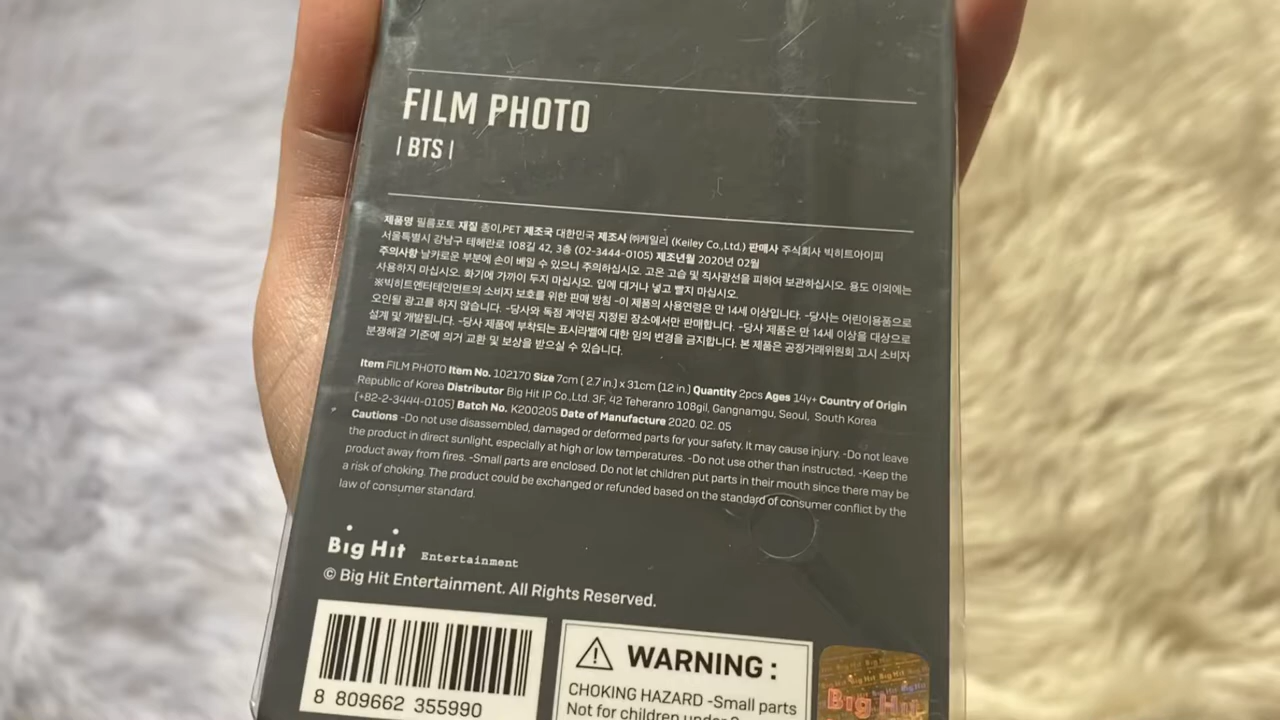 FILM PHOTO
| BTS |
제품명 필름포토 재질 종이,PET 제조국 대한민국 제조사 ㈜케일리 (Keiley Co.,Ltd.) 판매사 주식회사 빅히트아이피
서울특별시 강남구 테헤란로 108길 42, 3층 (02-3444-0105) 제조년월 2020년 02월
주의사항 날카로운 부분에 손이 베일 수 있으니 주의하십시오. 고온 고습 및 직사광선을 피하여 보관하십시오. 용도 이외에는
사용하지 마십시오. 화기에 가까이 두지 마십시오. 입에 대거나 넣고 빨지 마십시오.
※빅히트엔터테인먼트의 소비자 보호를 위한 판매 방침 -이 제품의 사용연령은 만 14세 이상입니다. -당사는 어린이용품으로
오인될 광고를 하지 않습니다. -당사와 독점 계약된 지정된 장소에서만 판매합니다. -당사 제품은 만 14세 이상을 대상으로
설계 및 개발됩니다. -당사 제품에 부착되는 표시라벨에 대한 임의 변경을 금지합니다. 본 제품은 공정거래위원회 고시 소비자
분쟁해결 기준에 의거 교환 및 보상을 받으실 수 있습니다.
Item FILM PHOTO Item No. 102170 Size 7cm ( 2.7 in.) x 31cm (12 in.) Quantity 2pcs Ages 14y+ Country of Origin
Republic of Korea Distributor Big Hit IP Co.,Ltd. 3F, 42 Teheranro 108gil, Gangnamgu, Seoul, South Korea
(+82-2-3444-0105) Batch No. K200205 Date of Manufacture 2020. 02. 05
Cautions -Do not use disassembled, damaged or deformed parts for your safety. It may cause injury. -Do not leave
the product in direct sunlight, especially at high or low temperatures. -Do not use other than instructed. -Keep the
product away from fires. -Small parts are enclosed. Do not let children put parts in their mouth since there may be
a risk of choking. The product could be exchanged or refunded based on the standard of consumer conflict by the
law of consumer standard.
Big Hit Entertainment
© Big Hit Entertainment. All Rights Reserved.
8 809662 355990
WARNING :
CHOKING HAZARD -Small parts
Not for children under
Big Hit